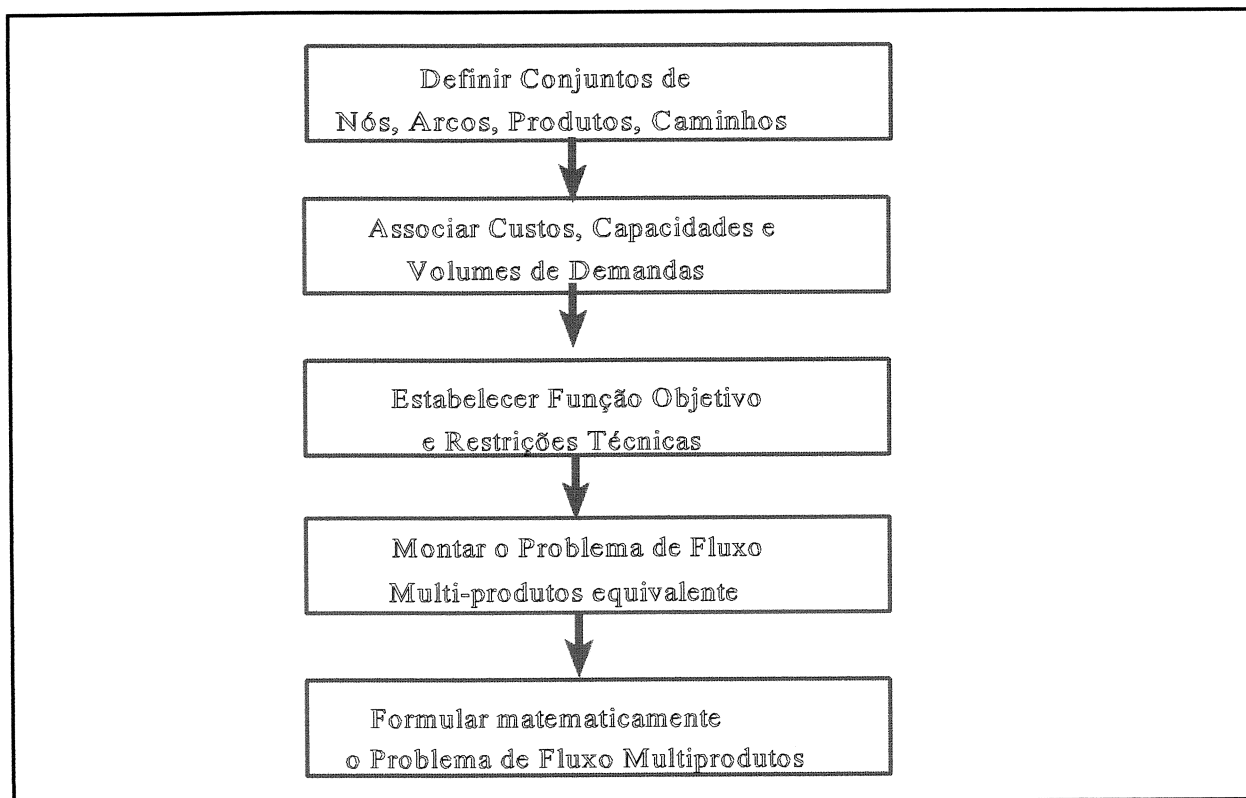 Definir Conjuntos de
Nós, Arcos, Produtos, Caminhos
Associar Custos, Capacidades e
Volumes de Demandas
Estabelecer Função Objetivo
e Restrições Técnicas
Montar o Problema de Fluxo
Multi-produtos equivalente
Formular matematicamente
o Problema de Fluxo Multiprodutos